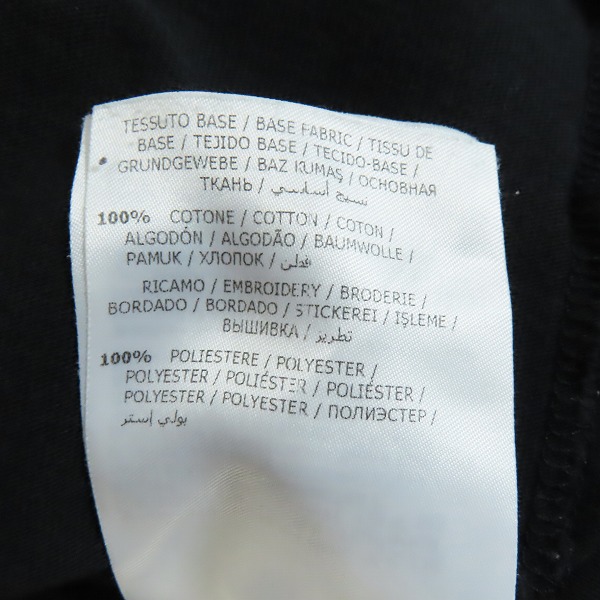 TESSUTO BASE / BASE FABRIC / TISSU DE
BASE / TEJIDO BASE / TECIDO-BASE /
GRUNDGEWEBE / BAZ KUMAŞ / ОСНОВНАЯ
ТКАНЬ / نسيج أساسي
100% COTONE / COTTON / COTON /
ALGODÓN / ALGODÃO / BAUMWOLLE /
PAMUK / ХЛОПОК / قطن
RICAMO / EMBROIDERY / BRODERIE /
BORDADO / BORDADO / STICKEREI / IŞLEME /
ВЫШИВКА / تطريز
100% POLIESTERE / POLYESTER /
POLYESTER / POLIÉSTER / POLIÉSTER /
POLYESTER / POLYESTER / ПОЛИЭСТЕР /
بولي إستر